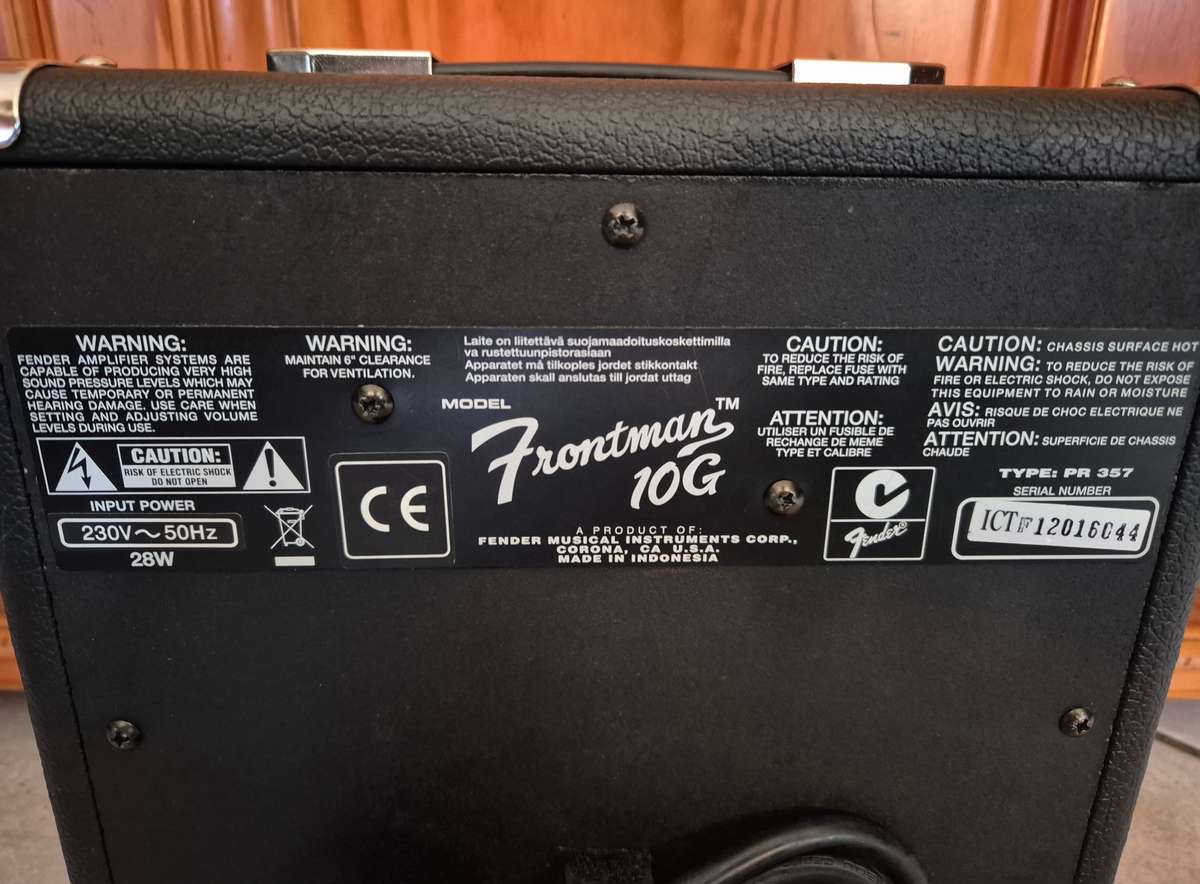 WARNING:
FENDER AMPLIFIER SYSTEMS ARE
CAPABLE OF PRODUCING VERY HIGH
SOUND PRESSURE LEVELS WHICH MAY
CAUSE TEMPORARY OR PERMANENT
HEARING DAMAGE. USE CARE WHEN
SETTING AND ADJUSTING VOLUME
LEVELS DURING USE.
CAUTION:
RISK OF ELECTRIC SHOCK
DO NOT OPEN
INPUT POWER
230V~50Hz
28W
WARNING:
MAINTAIN 6" CLEARANCE
FOR VENTILATION.
CE
Laite on liitettävä suojamaadoituskoskettimilla
va rustettuunpistorasiaan
Apparatet må tilkoples jordet stikkontakt
Apparaten skall anslutas till jordat uttag
MODEL
Frontman™
10G
A PRODUCT OF:
FENDER MUSICAL INSTRUMENTS CORP.,
CORONA, CA U.S.A.
MADE IN INDONESIA
CAUTION:
TO REDUCE THE RISK OF
FIRE, REPLACE FUSE WITH
SAME TYPE AND RATING
ATTENTION:
UTILISER UN FUSIBLE DE
RECHANGE DE MEME
TYPE ET CALIBRE
Fender®
CAUTION: CHASSIS SURFACE HOT
WARNING: TO REDUCE THE RISK OF
FIRE OR ELECTRIC SHOCK, DO NOT EXPOSE
THIS EQUIPMENT TO RAIN OR MOISTURE
AVIS: RISQUE DE CHOC ELECTRIQUE NE
PAS OUVRIR
ATTENTION: SUPERFICIE DE CHASSIS
CHAUDE
TYPE: PR 357
SERIAL NUMBER
ICTF12016044